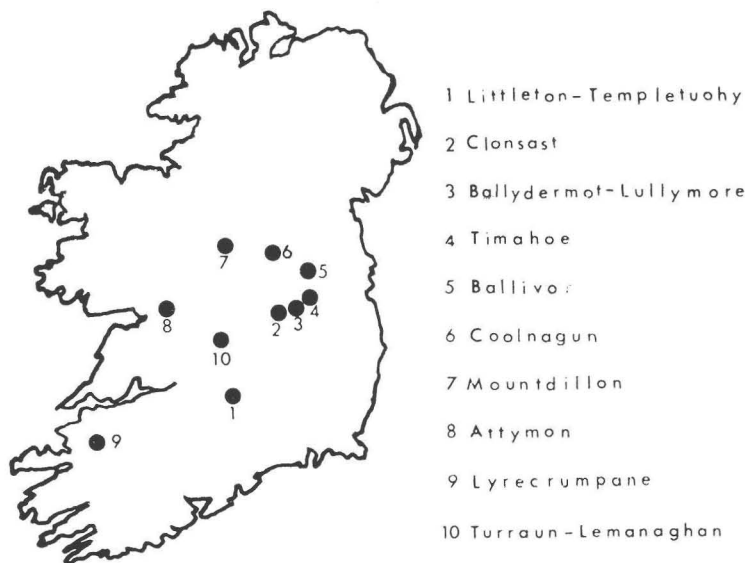 1 Littleton-Templetuohy
2 Clonsast
3 Ballydermot-Lullymore
4 Timahoe
5 Ballivo
6 Coolnagun
7 Mountdillon
8 Attymon
9 Lyrecrumpane
10 Turraun-Lemanaghan
7
6
5
4
3
2
8
10
1
9